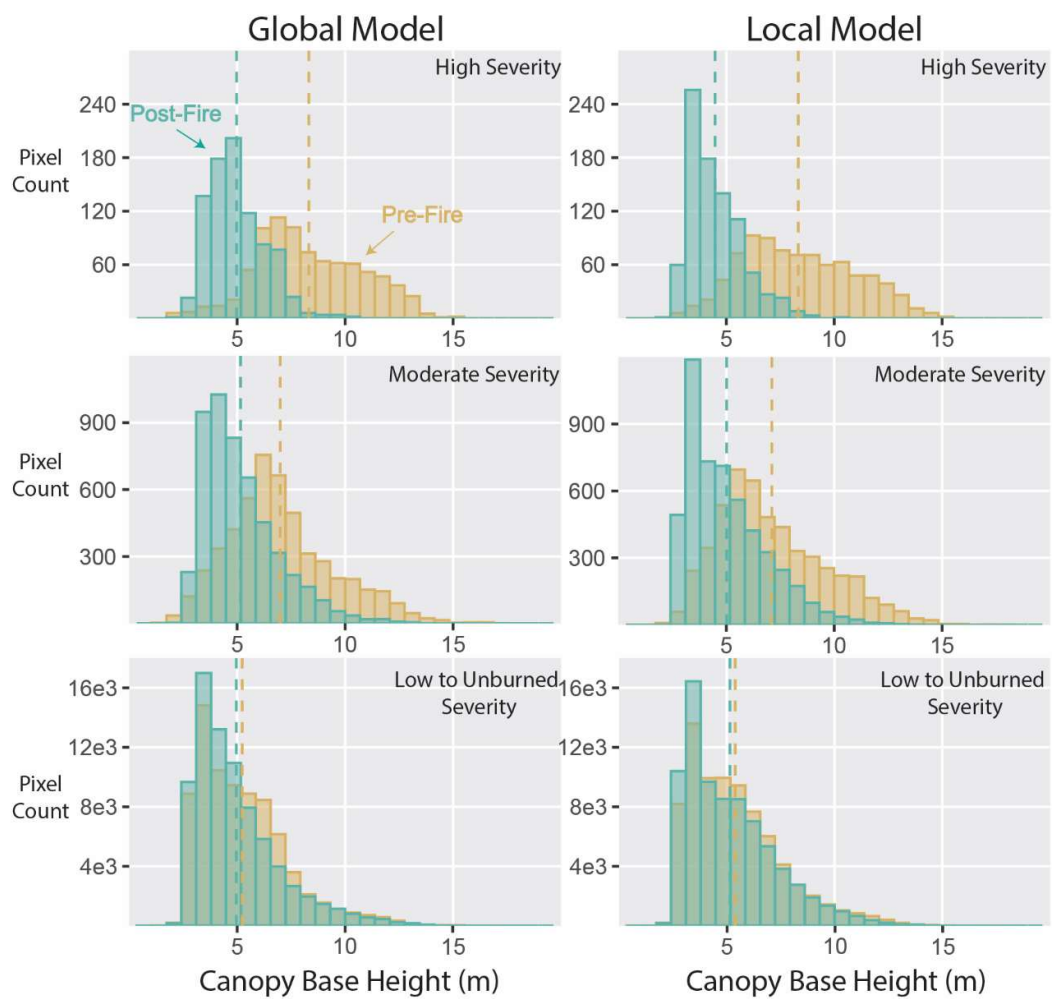 Global Model
Local Model
High Severity
High Severity
Post-Fire
Pre-Fire
Pixel
Count
240
180
120
60
240
180
120
60
5
10
15
5
10
15
Moderate Severity
Moderate Severity
Pixel
Count
900
600
300
900
600
300
5
10
15
5
10
15
Low to Unburned
Severity
Low to Unburned
Severity
Pixel
Count
16e3
12e3
8e3
4e3
16e3
12e3
8e3
4e3
5
10
15
5
10
15
Canopy Base Height (m)
Canopy Base Height (m)